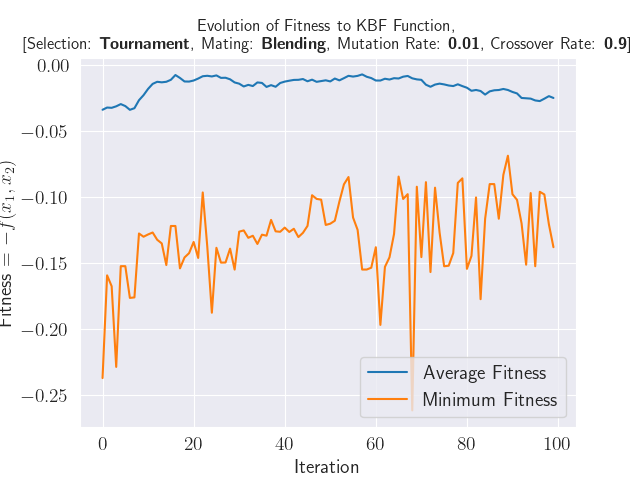 Evolution of Fitness to KBF Function,
[Selection: Tournament, Mating: Blending, Mutation Rate: 0.01, Crossover Rate: 0.9]
0.00
−0.05
−0.10
−0.15
−0.20
−0.25
Fitness = −f(x₁, x₂)
Average Fitness
Minimum Fitness
0 20 40 60 80 100
Iteration